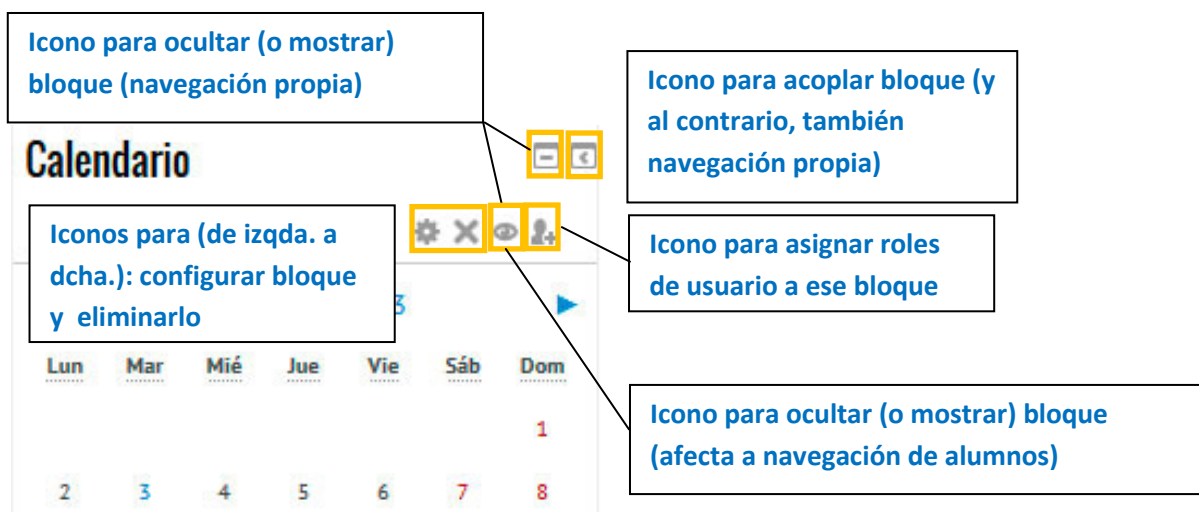 Icono para ocultar (o mostrar)
bloque (navegación propia)
Icono para acoplar bloque (y
al contrario, también
navegación propia)
Calendario
Iconos para (de izqda. a
dcha.): configurar bloque
y eliminarlo
Icono para asignar roles
de usuario a ese bloque
3
Lun Mar Mié Jue Vie Sáb Dom
1
2 3 4 5 6 7 8
Icono para ocultar (o mostrar) bloque
(afecta a navegación de alumnos)